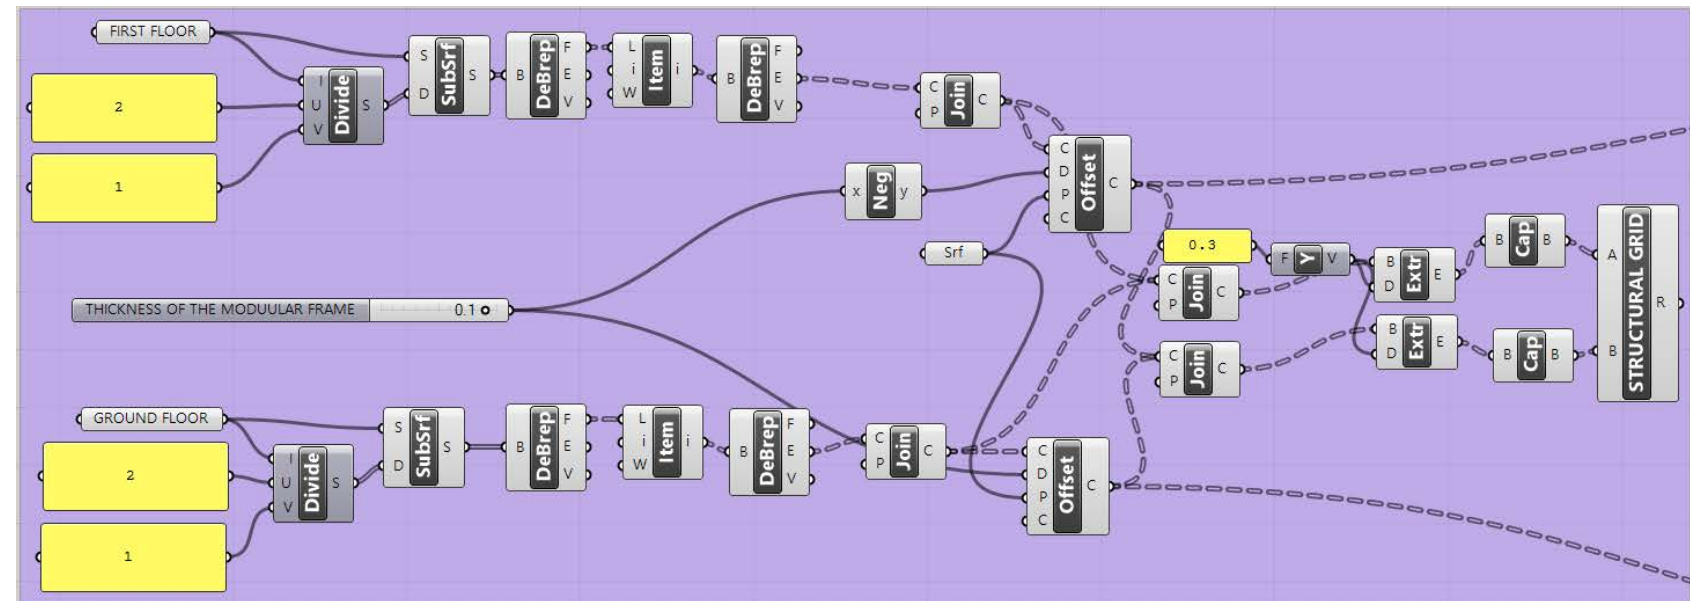 FIRST FLOOR
2
1
I
U
V
Divide
S
S
D
SubSrf
S
B
DeBrep
F
E
V
L
i
W
Item
i
B
DeBrep
F
E
V
C
P
Join
C
x
Neg
y
C
D
P
C
Offset
C
Srf
THICKNESS OF THE MODUULAR FRAME
0.1
0.3
F
Y
V
C
P
Join
C
C
P
Join
C
B
D
Extr
E
B
D
Extr
E
B
Cap
B
B
Cap
B
A
B
STRUCTURAL GRID
R
GROUND FLOOR
2
1
I
U
V
Divide
S
S
D
SubSrf
S
B
DeBrep
F
E
V
L
i
W
Item
i
B
DeBrep
F
E
V
C
P
Join
C
C
D
P
C
Offset
C